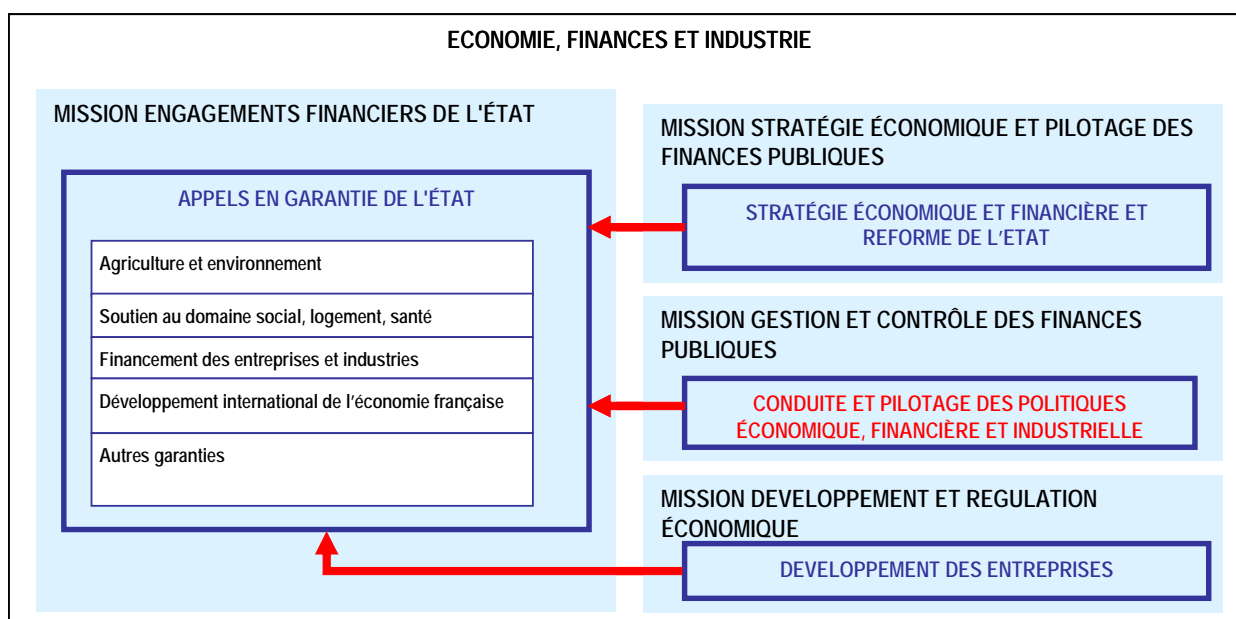 ECONOMIE, FINANCES ET INDUSTRIE
MISSION ENGAGEMENTS FINANCIERS DE L'ÉTAT
APPELS EN GARANTIE DE L'ÉTAT
Agriculture et environnement
Soutien au domaine social, logement, santé
Financement des entreprises et industries
Développement international de l’économie française
Autres garanties
MISSION STRATÉGIE ÉCONOMIQUE ET PILOTAGE DES
FINANCES PUBLIQUES
STRATÉGIE ÉCONOMIQUE ET FINANCIÈRE ET
REFORME DE L’ETAT
MISSION GESTION ET CONTRÔLE DES FINANCES
PUBLIQUES
CONDUITE ET PILOTAGE DES POLITIQUES
ÉCONOMIQUE, FINANCIÈRE ET INDUSTRIELLE
MISSION DEVELOPPEMENT ET REGULATION
ÉCONOMIQUE
DEVELOPPEMENT DES ENTREPRISES